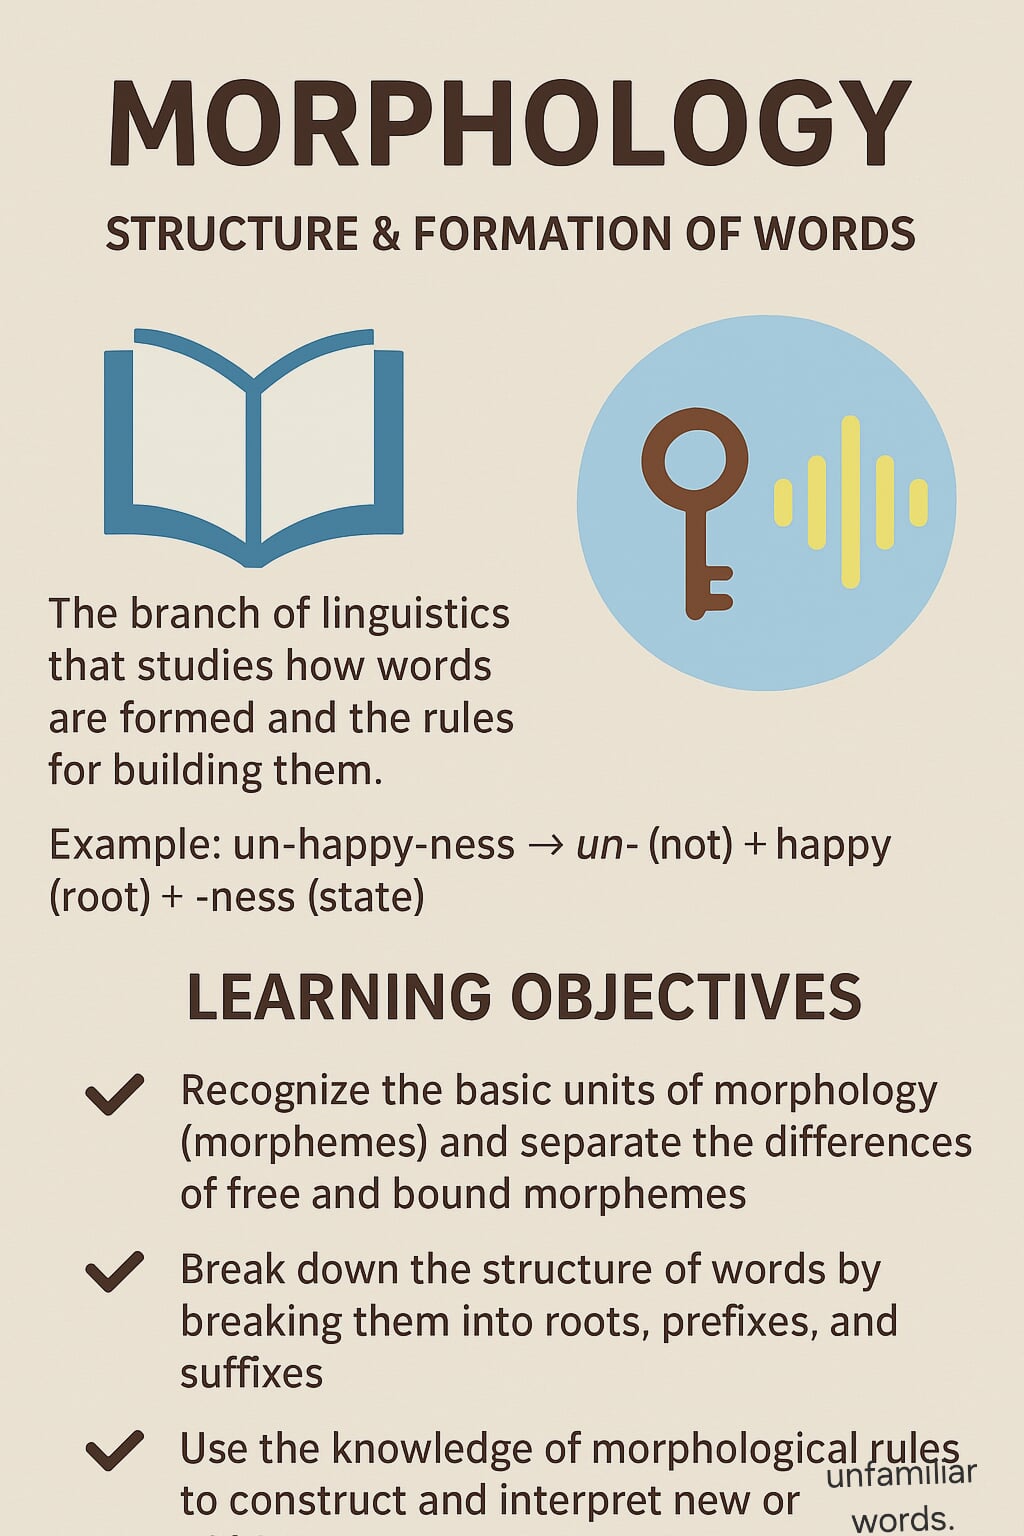 MORPHOLOGY
STRUCTURE & FORMATION OF WORDS
The branch of linguistics
that studies how words
are formed and the rules
for building them.
Example: un-happy-ness → un- (not) + happy
(root) + -ness (state)
LEARNING OBJECTIVES
Recognize the basic units of morphology
(morphemes) and separate the differences
of free and bound morphemes
Break down the structure of words by
breaking them into roots, prefixes, and
suffixes
Use the knowledge of morphological rules
to construct and interpret new or
unfamiliar
words.